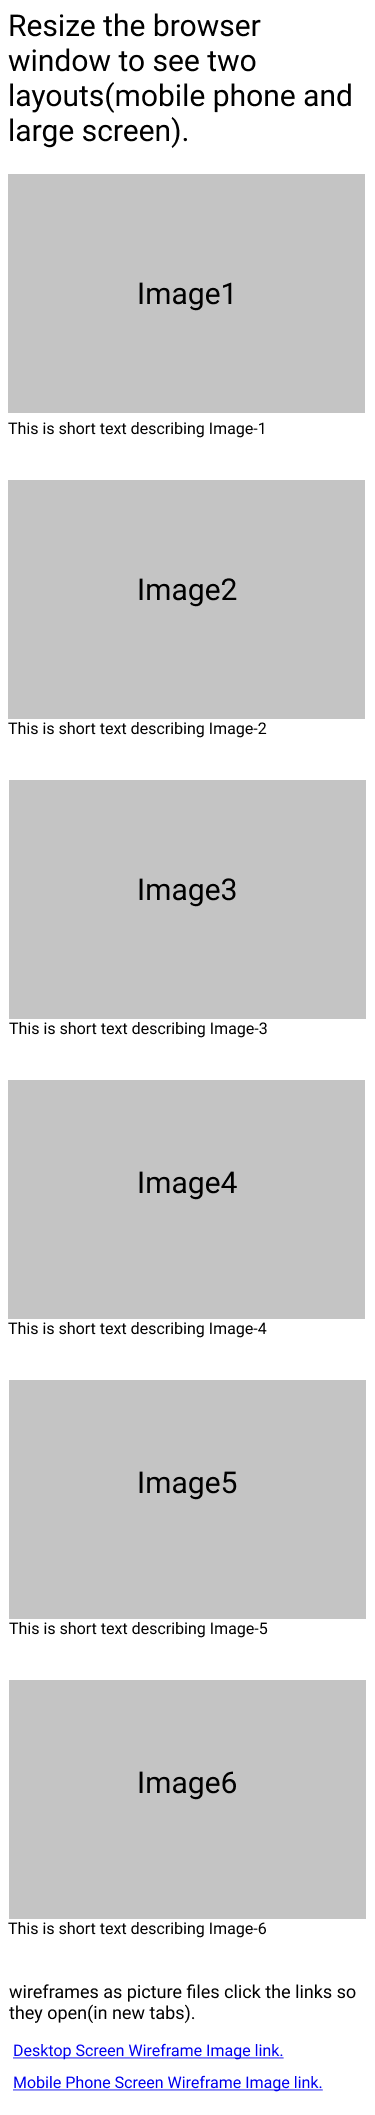 Resize the browser
window to see two
layouts(mobile phone and
large screen).
Image1
This is short text describing Image-1
Image2
This is short text describing Image-2
Image3
This is short text describing Image-3
Image4
This is short text describing Image-4
Image5
This is short text describing Image-5
Image6
This is short text describing Image-6
wireframes as picture files click the links so
they open(in new tabs).
Desktop Screen Wireframe Image link.
Mobile Phone Screen Wireframe Image link.